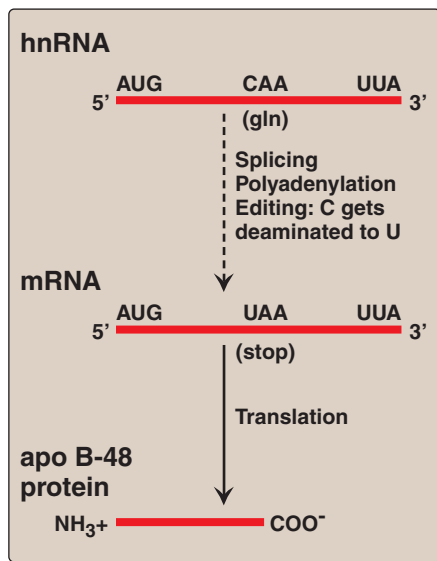 hnRNA
AUG CAA UUA
5’ 3’
(gln)
Splicing
Polyadenylation
Editing: C gets
deaminated to U
mRNA
AUG UAA UUA
5’ 3’
(stop)
Translation
apo B-48
protein
NH₃+ COO⁻